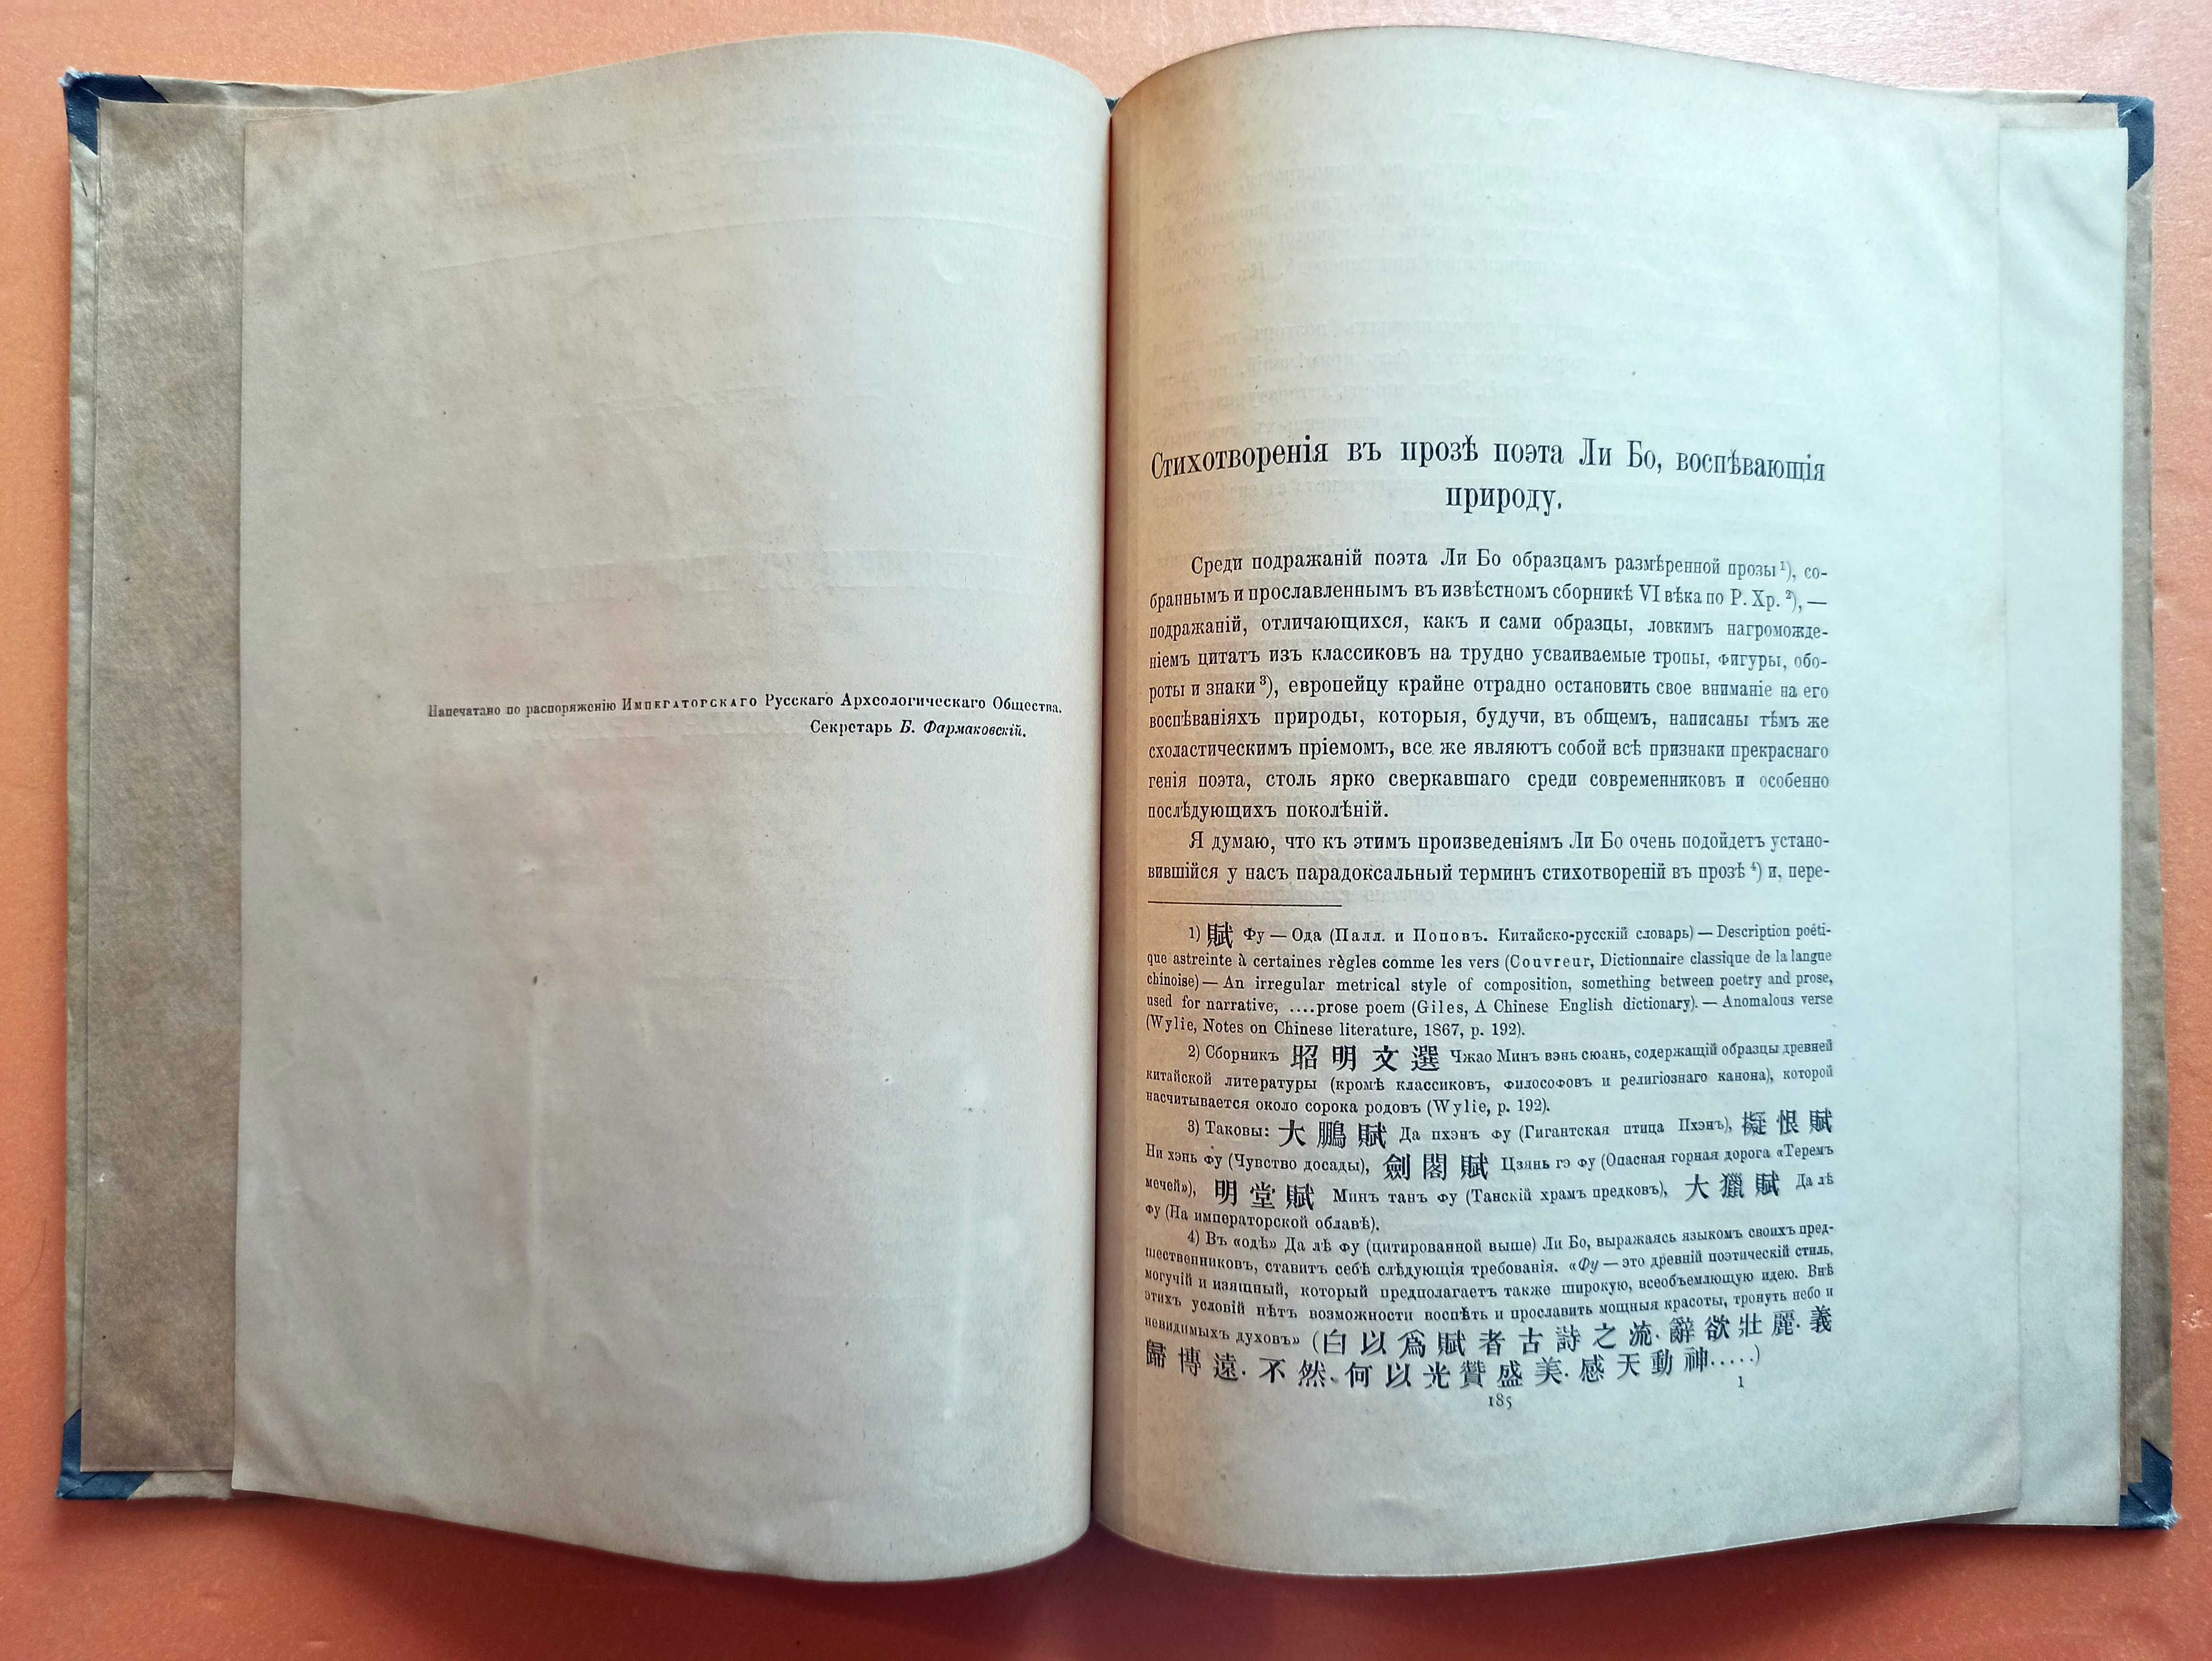 Напечатано по распоряженію Императорскаго Русскаго Археологическаго Общества.
Секретарь Б. Фармаковскій.
Стихотворенія въ прозѣ поэта Ли Бо, воспѣвающія
природу.
Среди подражаній поэта Ли Бо образцамъ размѣренной прозы¹), со-
браннымъ и прославленнымъ въ извѣстномъ сборникѣ VI вѣка по Р. Хр. ²), —
подражаній, отличающихся, какъ и сами образцы, ловкимъ нагроможде-
ніемъ цитатъ изъ классиковъ на трудно усваиваемые тропы, фигуры, обо-
роты и знаки³), европейцу крайне отрадно остановить свое вниманіе на его
воспѣваніяхъ природы, которыя, будучи, въ общемъ, написаны тѣмъ же
схоластическимъ пріемомъ, все же являютъ собой всѣ признаки прекраснаго
генія поэта, столь ярко сверкавшаго среди современниковъ и особенно
послѣдующихъ поколѣній.
Я думаю, что къ этимъ произведеніямъ Ли Бо очень подойдетъ устано-
вившійся у насъ парадоксальный терминъ стихотвореній въ прозѣ⁴) и, пере-
1) 賦 Фу — Ода (Палл. и Поповъ. Китайско-русскій словарь) — Description poéti-
que astreinte à certaines règles comme les vers (Couvreur, Dictionnaire classique de la langue
chinoise) — An irregular metrical style of composition, something between poetry and prose,
used for narrative, ....prose poem (Giles, A Chinese English dictionary). — Anomalous verse
(Wylie, Notes on Chinese literature, 1867, p. 192).
2) Сборникъ 昭明文選 Чжао Минъ вэнь сюань, содержащій образцы древней
китайской литературы (кромѣ классиковъ, философовъ и религіознаго канона), которой
насчитывается около сорока родовъ (Wylie, p. 192).
3) Таковы: 大鵬賦 Да пхэнъ фу (Гигантская птица Пхэнъ), 擬恨賦
Ни хэнь фу (Чувство досады), 劍閣賦 Цзянь гэ фу (Опасная горная дорога «Теремъ
мечей»), 明堂賦 Минъ танъ фу (Танскій храмъ предковъ), 大獵賦 Да лѣ
фу (На императорской облавѣ).
4) Въ «одѣ» Да лѣ фу (цитированной выше) Ли Бо, выражаясь языкомъ своихъ пред-
шественниковъ, ставитъ себѣ слѣдующія требованія. «Фу — это древній поэтическій стиль,
могучій и изящный, который предполагаетъ также широкую, всеобъемлющую идею. Внѣ
этихъ условій нѣтъ возможности воспѣть и прославить мощныя красоты, тронуть небо и
невидимыхъ духовъ» (白以爲賦者古詩之流. 辭欲壯麗. 義
歸博遠. 不然. 何以光贊盛美. 感天動神.....)
1
185